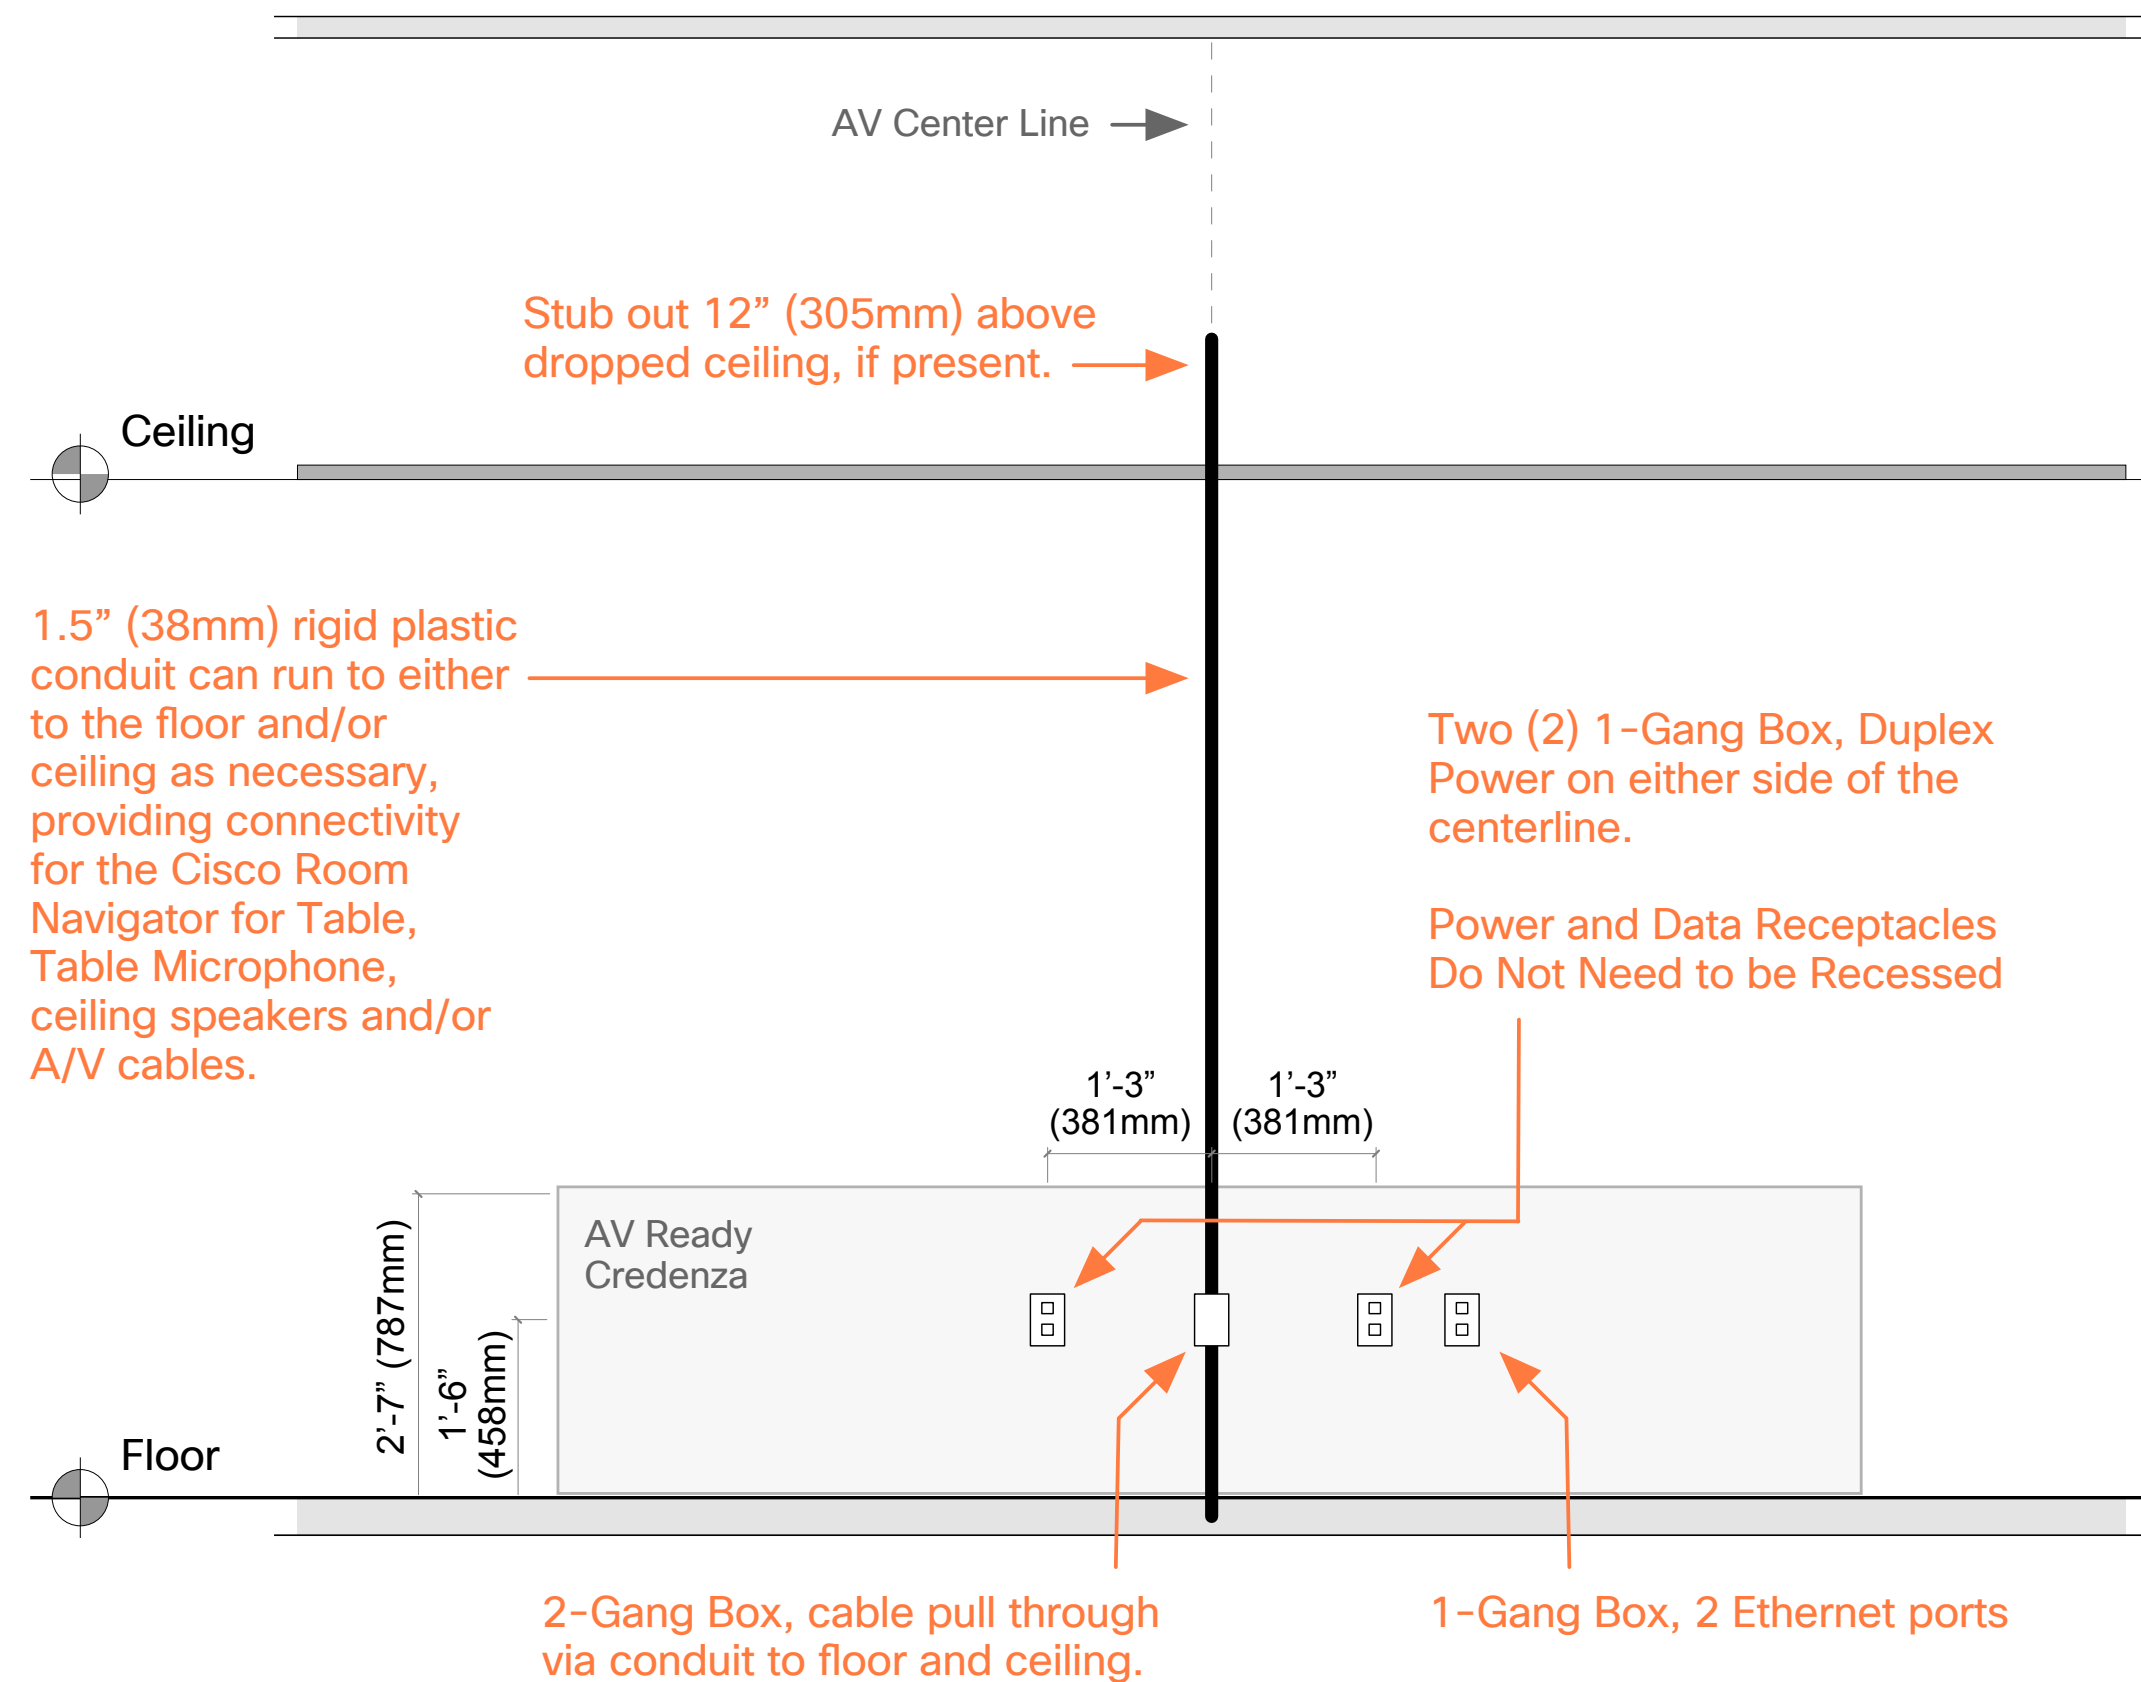 AV Center Line
Stub out 12” (305mm) above
dropped ceiling, if present.
Ceiling
1.5” (38mm) rigid plastic
conduit can run to either
to the floor and/or
ceiling as necessary,
providing connectivity
for the Cisco Room
Navigator for Table,
Table Microphone,
ceiling speakers and/or
A/V cables.
Two (2) 1-Gang Box, Duplex
Power on either side of the
centerline.
Power and Data Receptacles
Do Not Need to be Recessed
1’-3”
(381mm)
1’-3”
(381mm)
AV Ready
Credenza
2’-7” (787mm)
1’-6”
(458mm)
Floor
2-Gang Box, cable pull through
via conduit to floor and ceiling.
1-Gang Box, 2 Ethernet ports